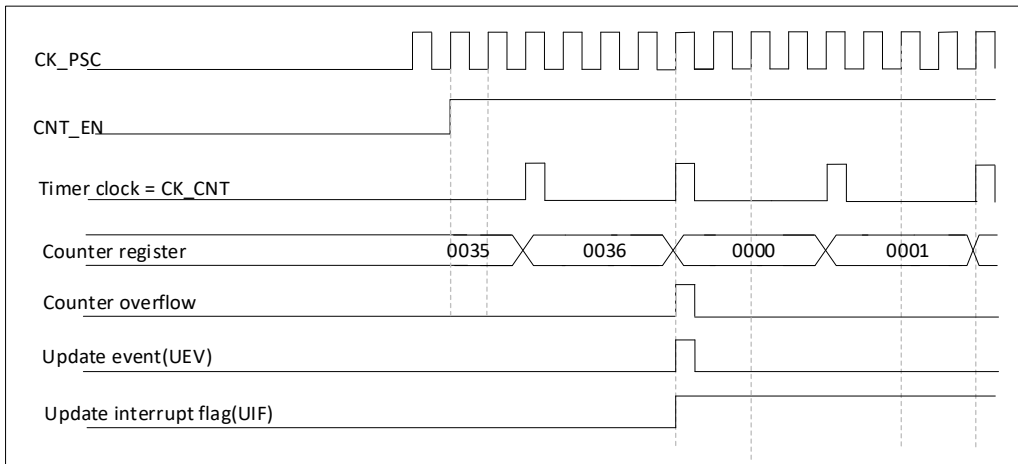 CK_PSC
CNT_EN
Timer clock = CK_CNT
Counter register 0035 0036 0000 0001
Counter overflow
Update event(UEV)
Update interrupt flag(UIF)